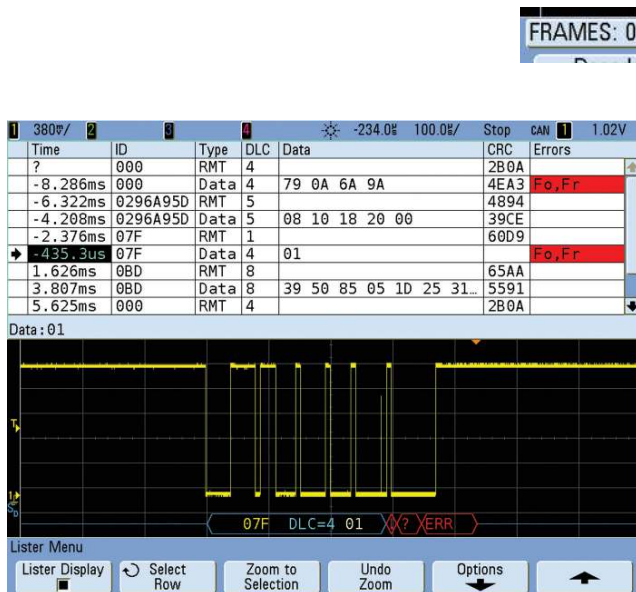 FRAMES: 0
1 380▿/ 2 3 4 -234.0 100.0/ Stop CAN 1 1.02V
Time ID Type DLC Data CRC Errors
? 000 RMT 4 2B0A
-8.286ms 000 Data 4 79 0A 6A 9A 4EA3 Fo,Fr
-6.322ms 0296A95D RMT 5 4894
-4.208ms 0296A95D Data 5 08 10 18 20 00 39CE
-2.376ms 07F RMT 1 60D9
-435.3us 07F Data 4 01 Fo,Fr
1.626ms 0BD RMT 8 65AA
3.807ms 0BD Data 8 39 50 85 05 1D 25 31… 5591
5.625ms 000 RMT 4 2B0A
Data:01
07F DLC=4 01 ? ERR
Lister Menu
Lister Display Select Row Zoom to Selection Undo Zoom Options